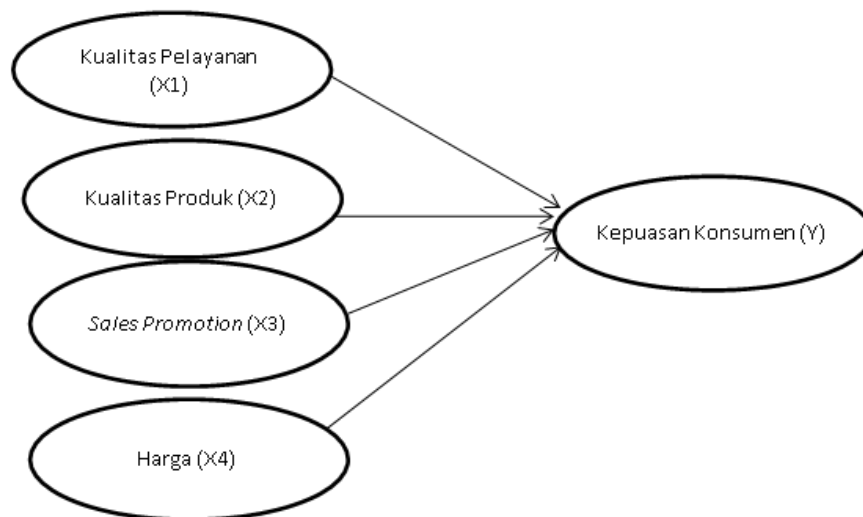 Kualitas Pelayanan
(X1)
Kualitas Produk (X2)
Sales Promotion (X3)
Harga (X4)
Kepuasan Konsumen (Y)